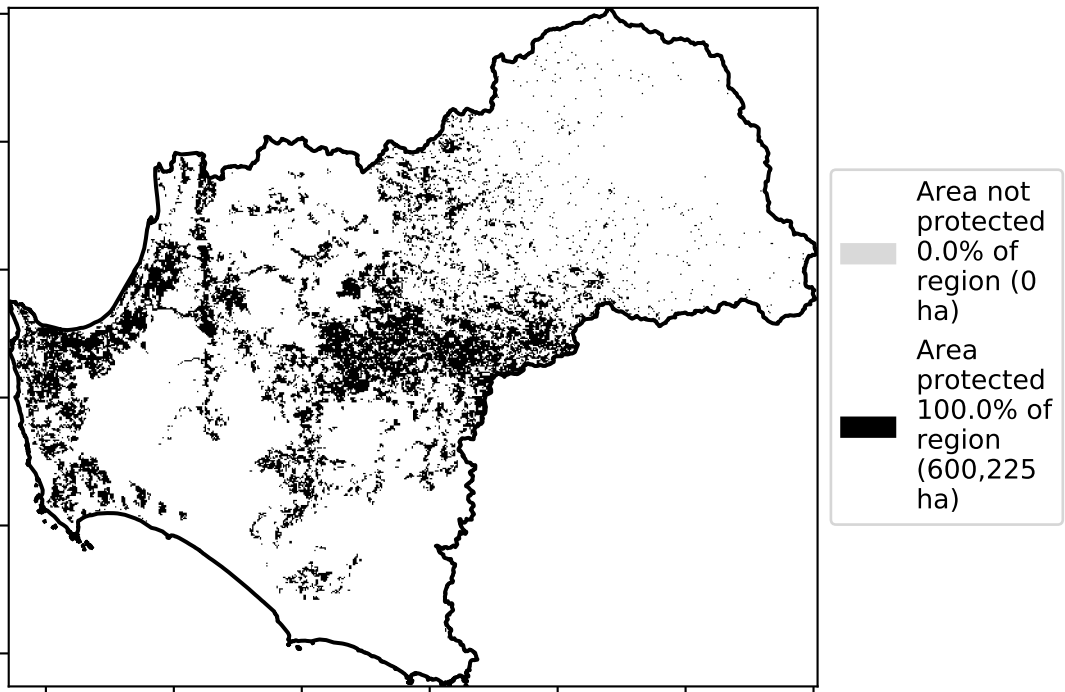 Area not
protected
0.0% of
region (0
ha)
Area
protected
100.0% of
region
(600,225
ha)